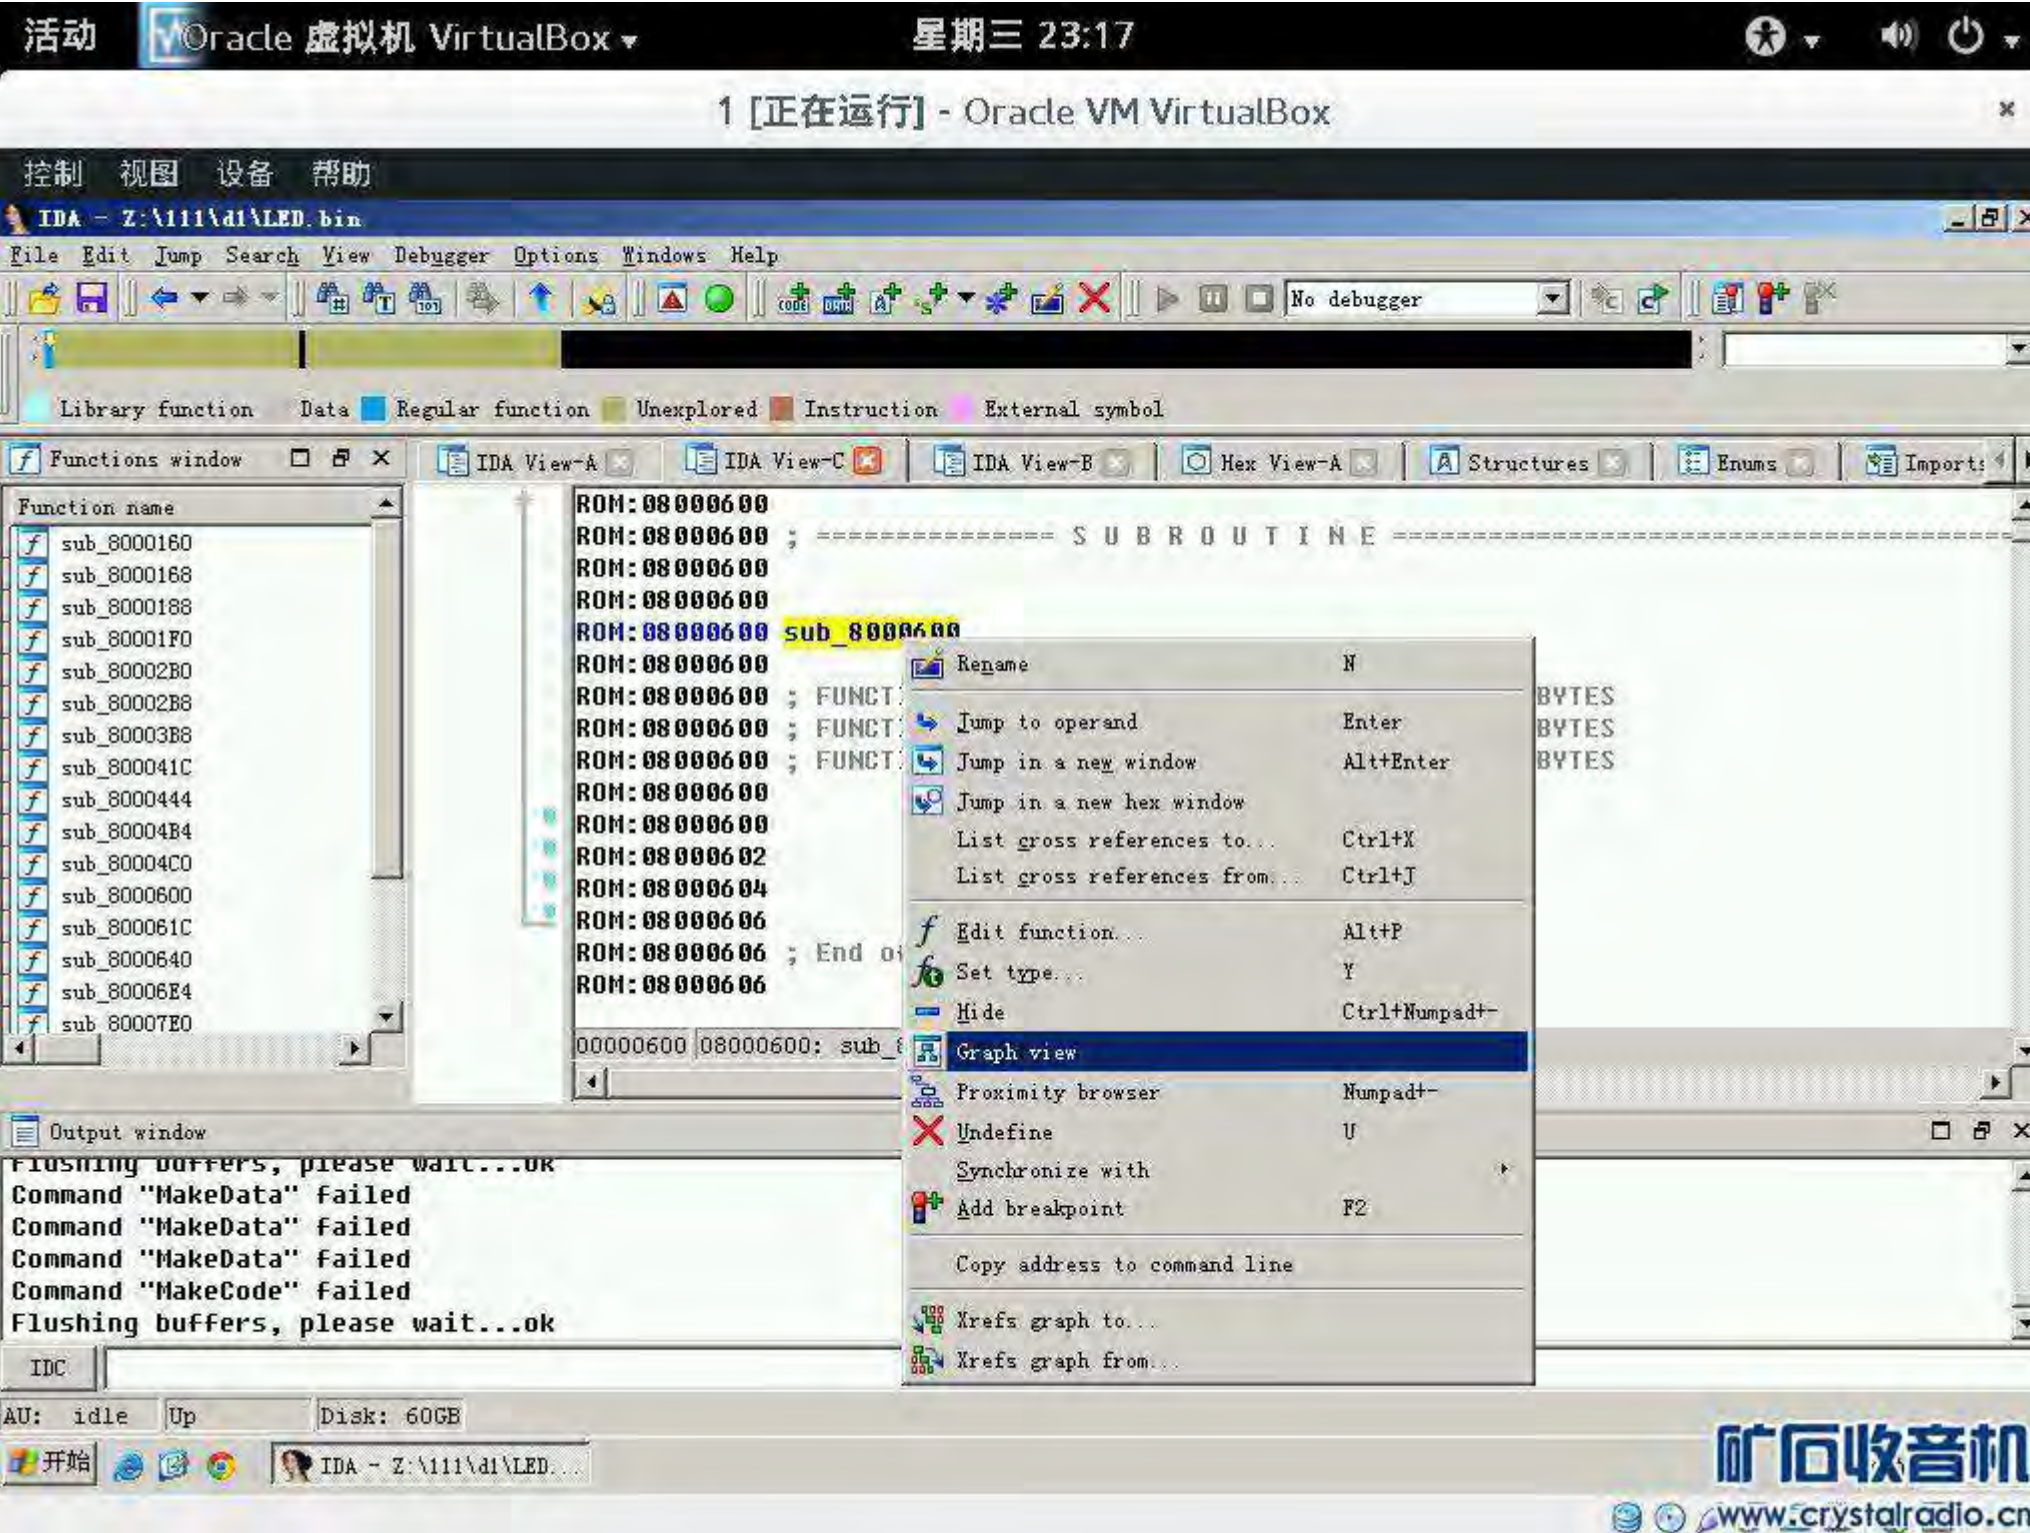 活动 Oracle 虚拟机 VirtualBox 星期三 23:17
1 [正在运行] - Oracle VM VirtualBox
控制 视图 设备 帮助
IDA - Z:\111\d1\LED.bin
File Edit Jump Search View Debugger Options Windows Help
No debugger
Library function Data Regular function Unexplored Instruction External symbol
Functions window IDA View-A IDA View-C IDA View-B Hex View-A Structures Enums Imports
Function name
sub_8000160
sub_8000168
sub_8000188
sub_80001F0
sub_80002B0
sub_80002B8
sub_80003B8
sub_800041C
sub_8000444
sub_80004B4
sub_80004C0
sub_8000600
sub_800061C
sub_8000640
sub_80006E4
sub_80007E0
ROM:08000600
ROM:08000600 ; =============== S U B R O U T I N E =======================================
ROM:08000600
ROM:08000600
ROM:08000600 sub_8000600
ROM:08000600
ROM:08000600 ; FUNCT BYTES
ROM:08000600 ; FUNCT BYTES
ROM:08000600 ; FUNCT BYTES
ROM:08000600
ROM:08000600
ROM:08000602
ROM:08000604
ROM:08000606
ROM:08000606 ; End of
ROM:08000606
00000600 08000600: sub_8
Rename N
Jump to operand Enter
Jump in a new window Alt+Enter
Jump in a new hex window
List cross references to... Ctrl+X
List cross references from... Ctrl+J
Edit function... Alt+P
Set type... Y
Hide Ctrl+Numpad+-
Graph view
Proximity browser Numpad+-
Undefine U
Synchronize with
Add breakpoint F2
Copy address to command line
Xrefs graph to...
Xrefs graph from...
Output window
Flushing buffers, please wait...ok
Command "MakeData" failed
Command "MakeData" failed
Command "MakeData" failed
Command "MakeCode" failed
Flushing buffers, please wait...ok
IDC
AU: idle Up Disk: 60GB
开始 IDA - Z:\111\d1\LED...
矿石收音机
www.crystalradio.cn